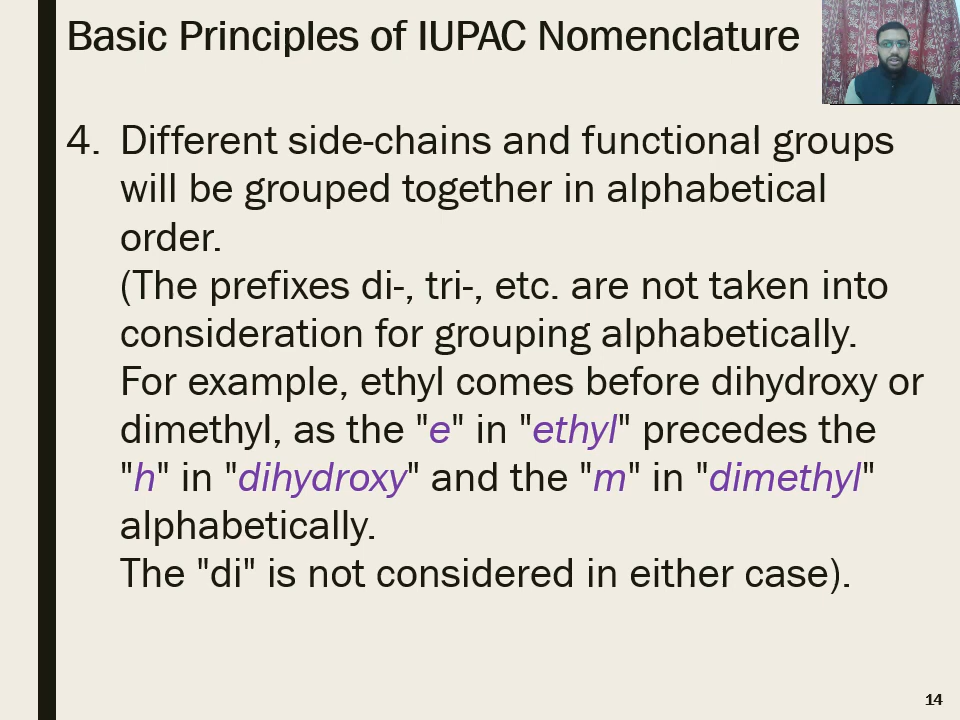 Basic Principles of IUPAC Nomenclature
4. Different side-chains and functional groups
will be grouped together in alphabetical
order.
(The prefixes di-, tri-, etc. are not taken into
consideration for grouping alphabetically.
For example, ethyl comes before dihydroxy or
dimethyl, as the "e" in "ethyl" precedes the
"h" in "dihydroxy" and the "m" in "dimethyl"
alphabetically.
The "di" is not considered in either case).
14